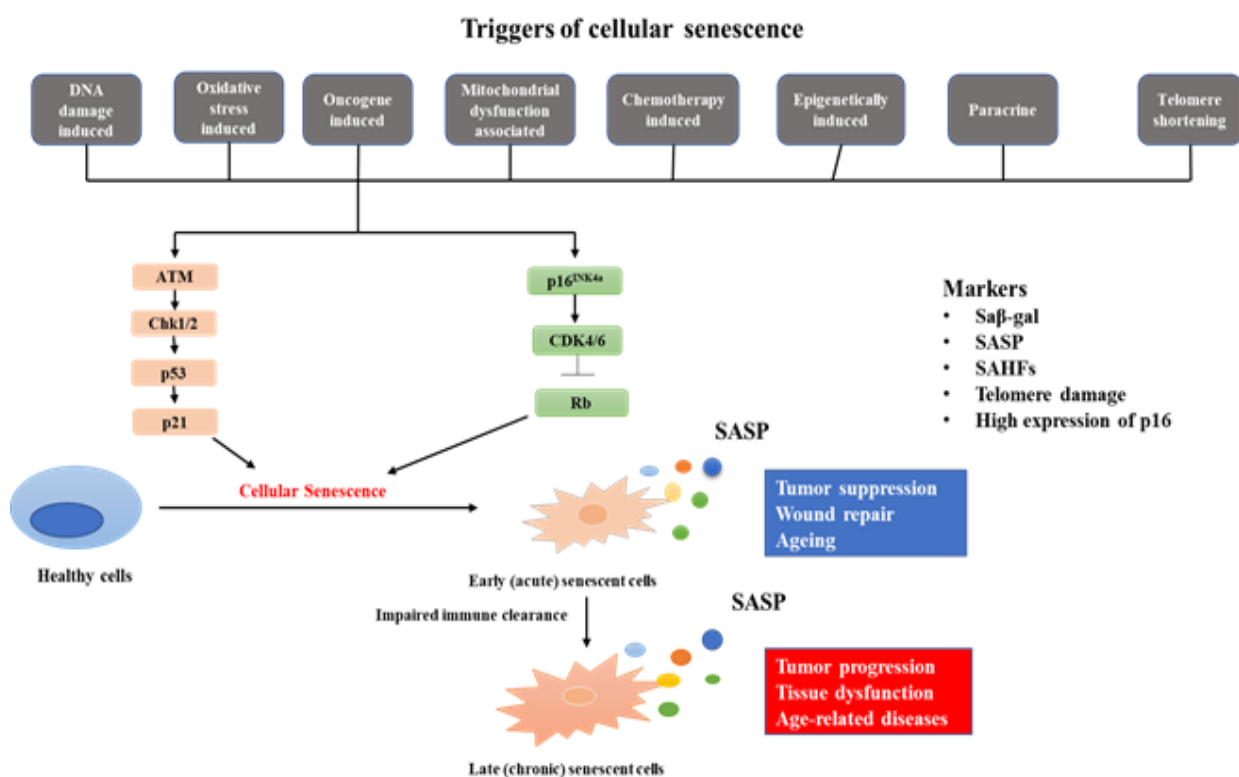 Triggers of cellular senescence
DNA
damage
induced
Oxidative
stress
induced
Oncogene
induced
Mitochondrial
dysfunction
associated
Chemotherapy
induced
Epigenetically
induced
Paracrine
Telomere
shortening
ATM
Chk1/2
p53
p21
p16INK4a
CDK4/6
Rb
Markers
• Saβ-gal
• SASP
• SAHFs
• Telomere damage
• High expression of p16
Cellular Senescence
Healthy cells
SASP
Early (acute) senescent cells
Tumor suppression
Wound repair
Ageing
Impaired immune clearance
SASP
Late (chronic) senescent cells
Tumor progression
Tissue dysfunction
Age-related diseases